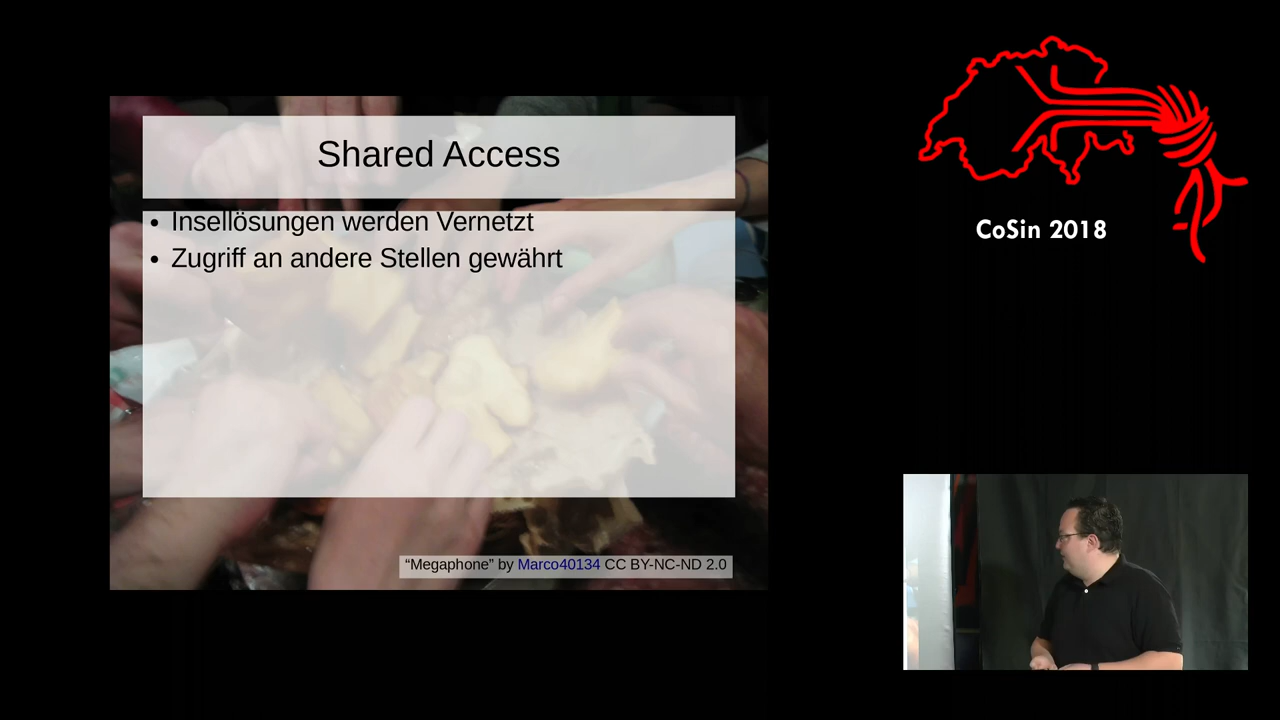 Shared Access
• Insellösungen werden Vernetzt
• Zugriff an andere Stellen gewährt
“Megaphone” by Marco40134 CC BY-NC-ND 2.0
CoSin 2018